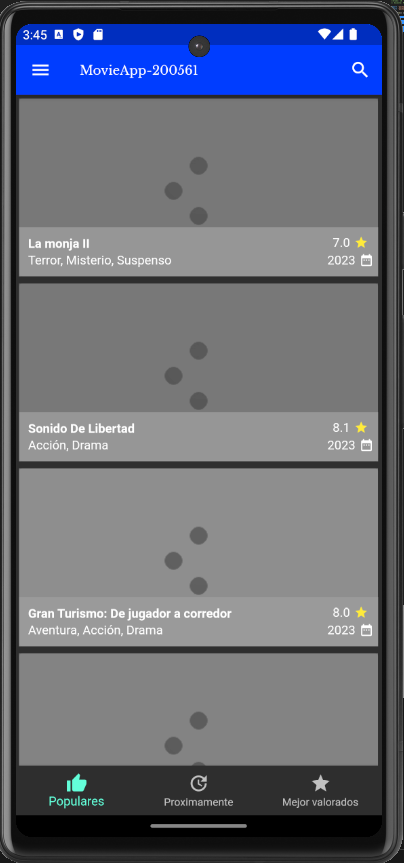 3:45
MovieApp-200561
La monja II 7.0
Terror, Misterio, Suspenso 2023
Sonido De Libertad 8.1
Acción, Drama 2023
Gran Turismo: De jugador a corredor 8.0
Aventura, Acción, Drama 2023
Populares Proximamente Mejor valorados